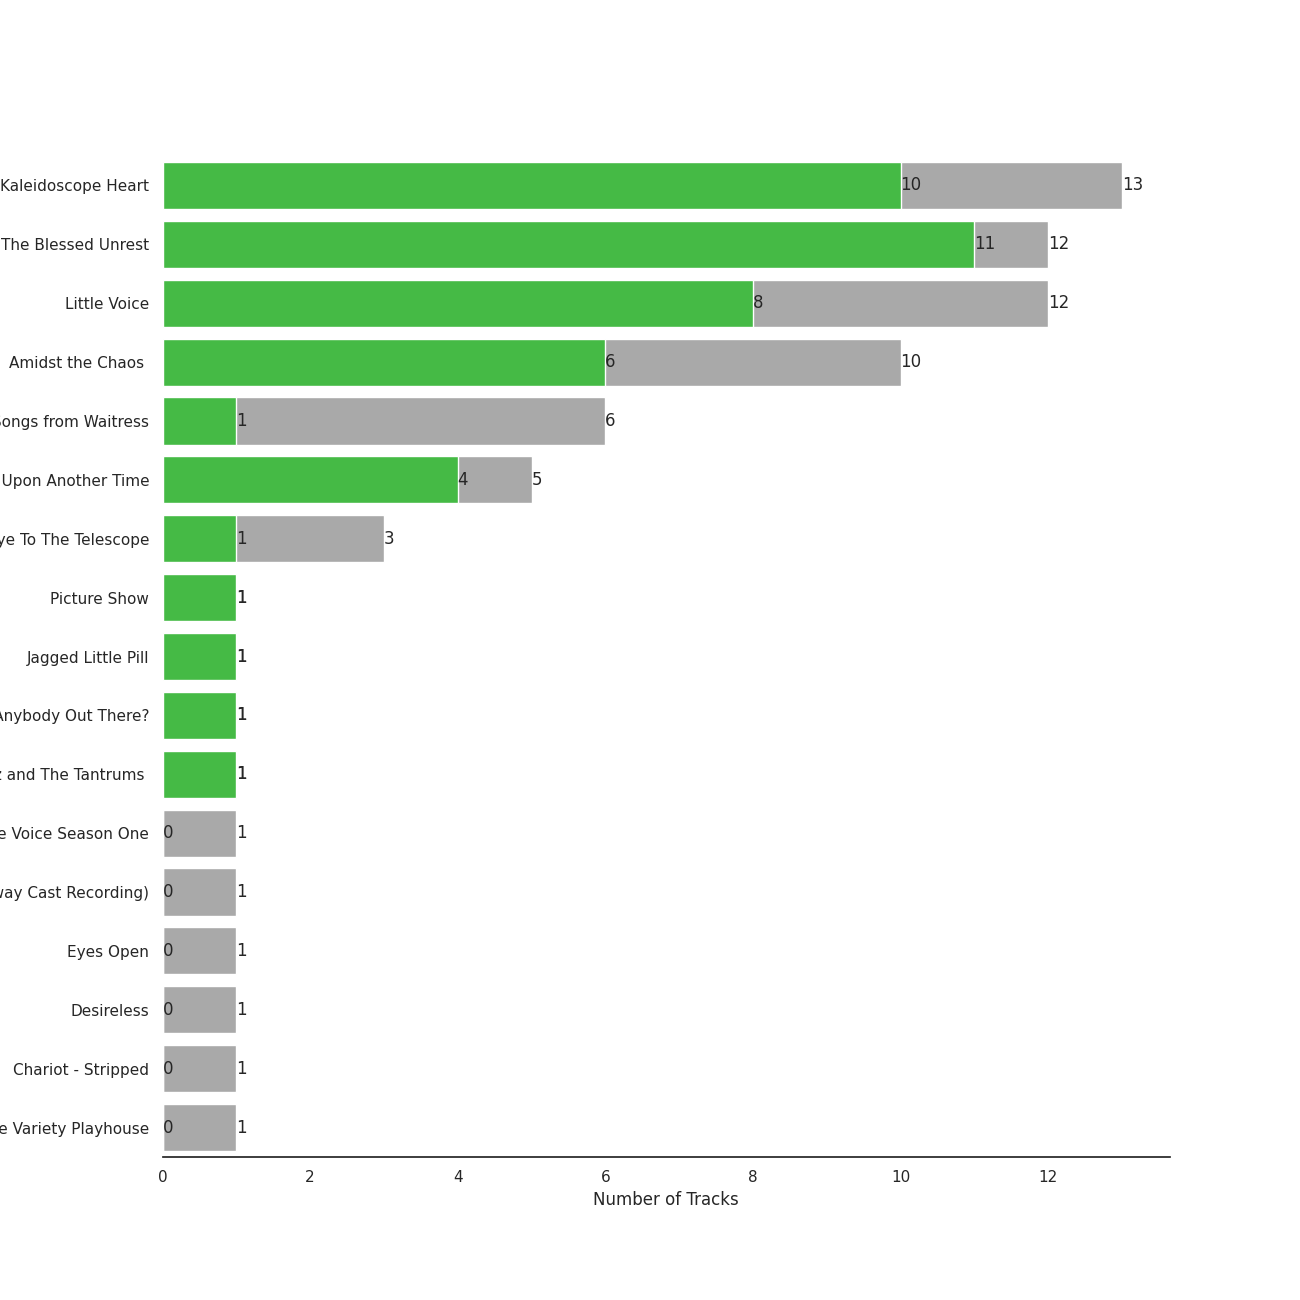 Kaleidoscope Heart 10 13
The Blessed Unrest 11 12
Little Voice 8 12
Amidst the Chaos 6 10
Songs from Waitress 1 6
Upon Another Time 4 5
ye To The Telescope 1 3
Picture Show 1
Jagged Little Pill 1
Anybody Out There? 1
z and The Tantrums 1
e Voice Season One 0 1
way Cast Recording) 0 1
Eyes Open 0 1
Desireless 0 1
Chariot - Stripped 0 1
e Variety Playhouse 0 1
0 2 4 6 8 10 12
Number of Tracks